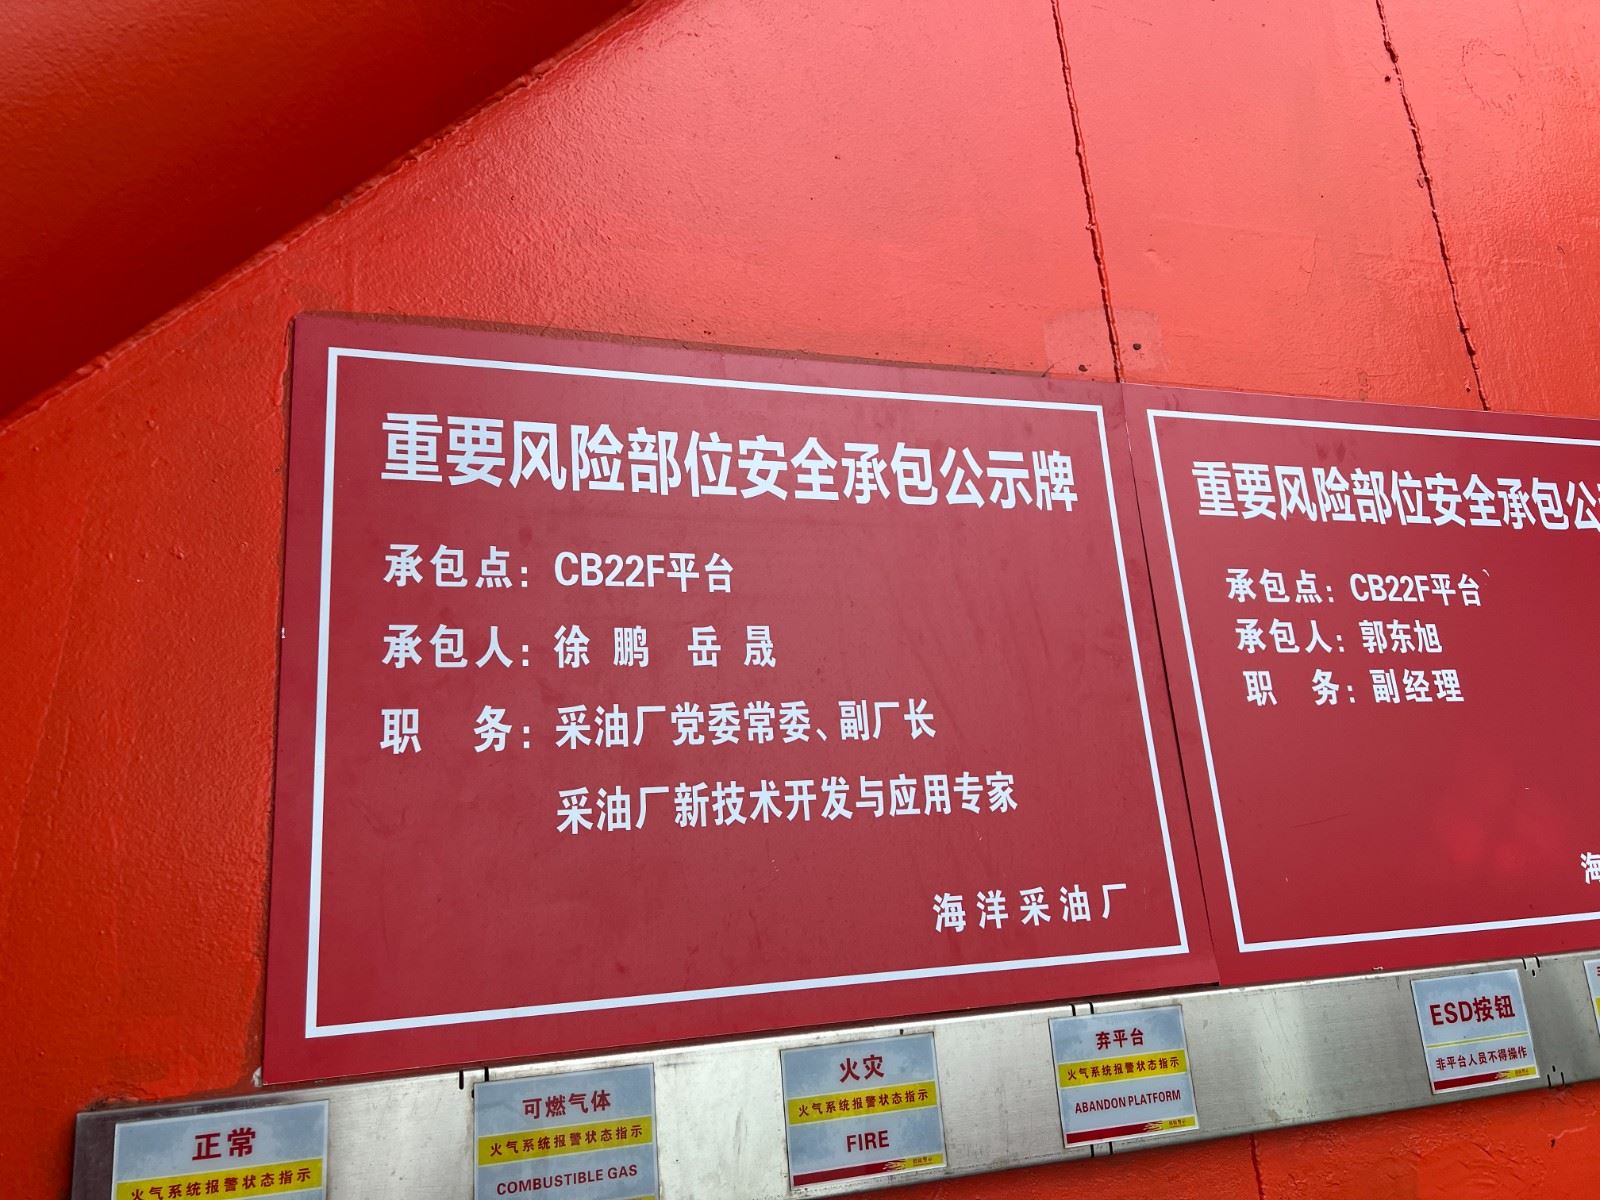 重要风险部位安全承包公示牌
承包点：CB22F平台
承包人：徐 鹏 岳 晟
职 务：采油厂党委常委、副厂长
采油厂新技术开发与应用专家
海洋采油厂
重要风险部位安全承包公
承包点：CB22F平台
承包人：郭东旭
职 务：副经理
海
正常
火气系统报警状态指示
可燃气体
火气系统报警状态指示
COMBUSTIBLE GAS
火灾
火气系统报警状态指示
FIRE
弃平台
火气系统报警状态指示
ABANDON PLATFORM
ESD按钮
非平台人员不得操作